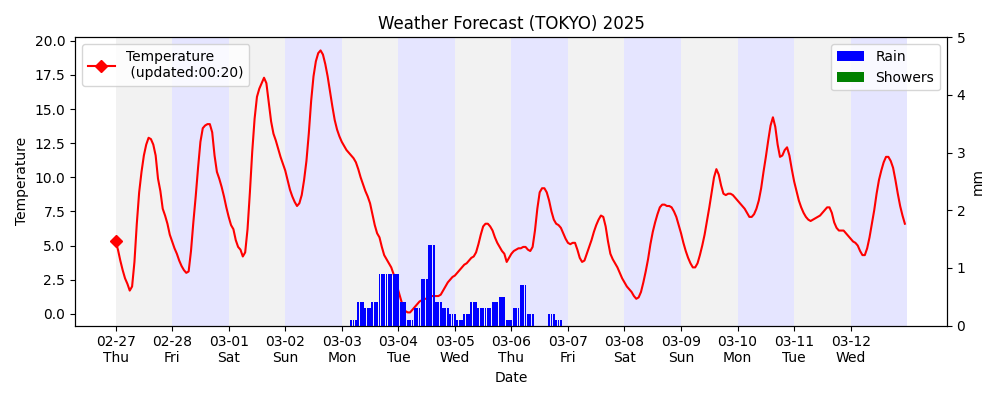 Weather Forecast (TOKYO) 2025
Temperature
(updated:00:20)
Rain
Showers
Temperature
20.0
17.5
15.0
12.5
10.0
7.5
5.0
2.5
0.0
5
4
3
2
1
0
mm
02-27 02-28 03-01 03-02 03-03 03-04 03-05 03-06 03-07 03-08 03-09 03-10 03-11 03-12
Thu Fri Sat Sun Mon Tue Wed Thu Fri Sat Sun Mon Tue Wed
Date